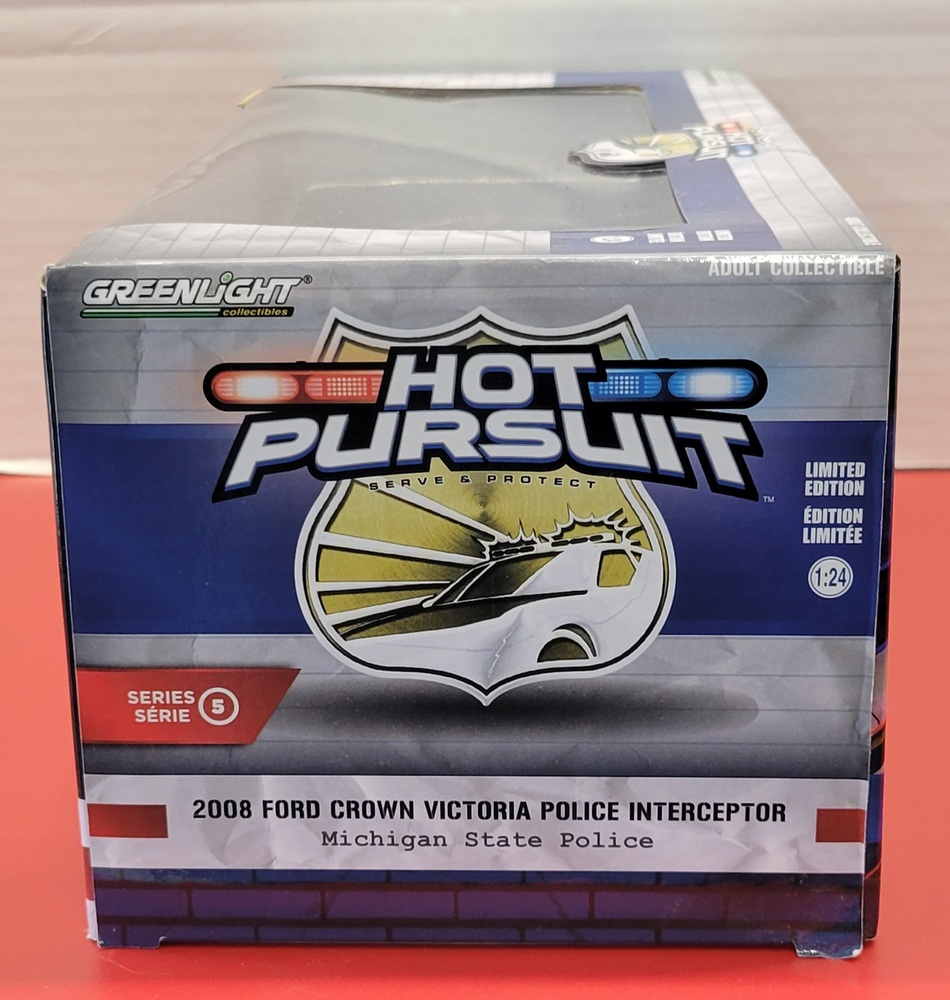 ADULT COLLECTIBLE
GREENLIGHT®
collectibles
HOT
PURSUIT™
SERVE & PROTECT
LIMITED
EDITION
ÉDITION
LIMITÉE
1:24
SERIES 5
SÉRIE
2008 FORD CROWN VICTORIA POLICE INTERCEPTOR
Michigan State Police